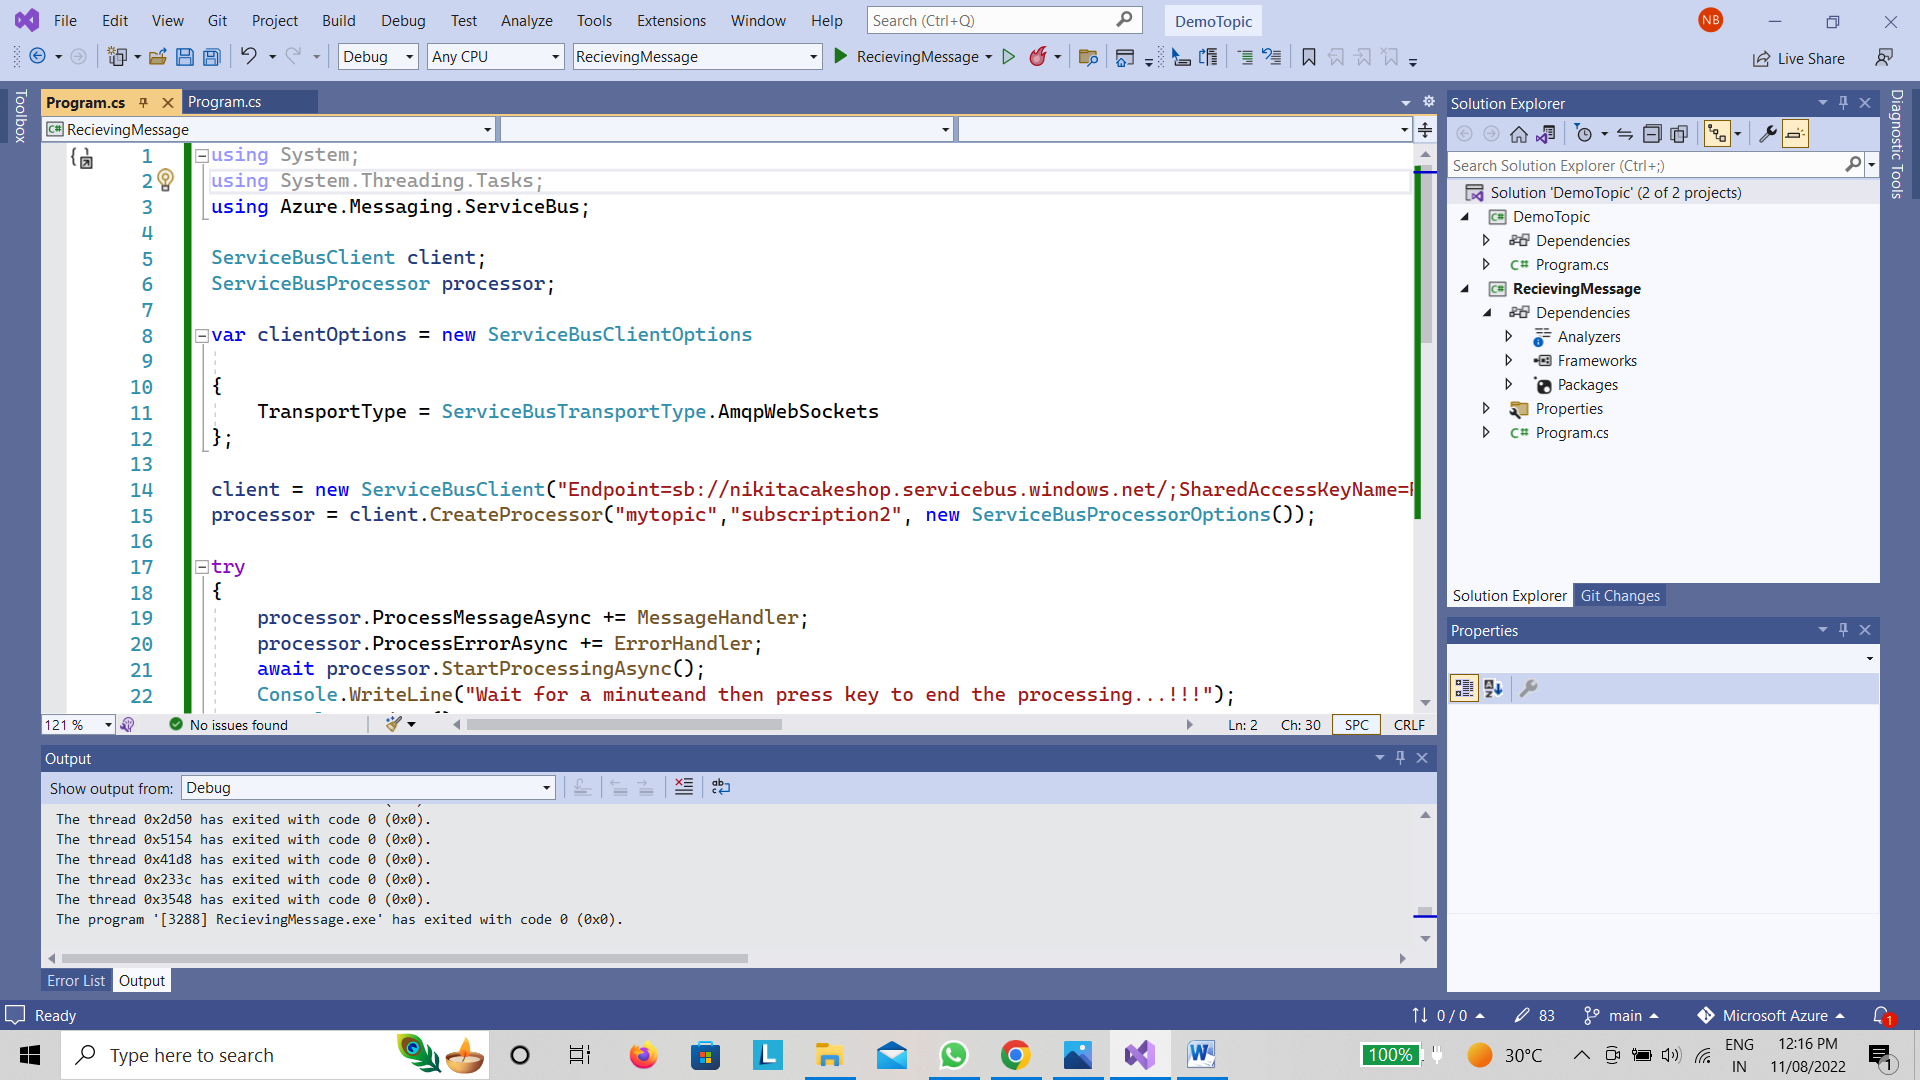 File Edit View Git Project Build Debug Test Analyze Tools Extensions Window Help Search (Ctrl+Q) DemoTopic NB
Debug Any CPU RecievingMessage RecievingMessage Live Share
Toolbox
Program.cs Program.cs
RecievingMessage
1 using System;
2 using System.Threading.Tasks;
3 using Azure.Messaging.ServiceBus;
4
5 ServiceBusClient client;
6 ServiceBusProcessor processor;
7
8 var clientOptions = new ServiceBusClientOptions
9
10 {
11 TransportType = ServiceBusTransportType.AmqpWebSockets
12 };
13
14 client = new ServiceBusClient("Endpoint=sb://nikitacakeshop.servicebus.windows.net/;SharedAccessKeyName=
15 processor = client.CreateProcessor("mytopic","subscription2", new ServiceBusProcessorOptions());
16
17 try
18 {
19 processor.ProcessMessageAsync += MessageHandler;
20 processor.ProcessErrorAsync += ErrorHandler;
21 await processor.StartProcessingAsync();
22 Console.WriteLine("Wait for a minuteand then press key to end the processing...!!!");
121 % No issues found Ln: 2 Ch: 30 SPC CRLF
Output
Show output from: Debug
The thread 0x2d50 has exited with code 0 (0x0).
The thread 0x5154 has exited with code 0 (0x0).
The thread 0x41d8 has exited with code 0 (0x0).
The thread 0x233c has exited with code 0 (0x0).
The thread 0x3548 has exited with code 0 (0x0).
The program '[3288] RecievingMessage.exe' has exited with code 0 (0x0).
Error List Output
Solution Explorer
Search Solution Explorer (Ctrl+;)
Solution 'DemoTopic' (2 of 2 projects)
C# DemoTopic
Dependencies
C# Program.cs
C# RecievingMessage
Dependencies
Analyzers
Frameworks
Packages
Properties
C# Program.cs
Solution Explorer Git Changes
Properties
Diagnostic Tools
Ready 0 / 0 83 main Microsoft Azure 1
Type here to search 100% 30°C ENG IN 12:16 PM 11/08/2022 1